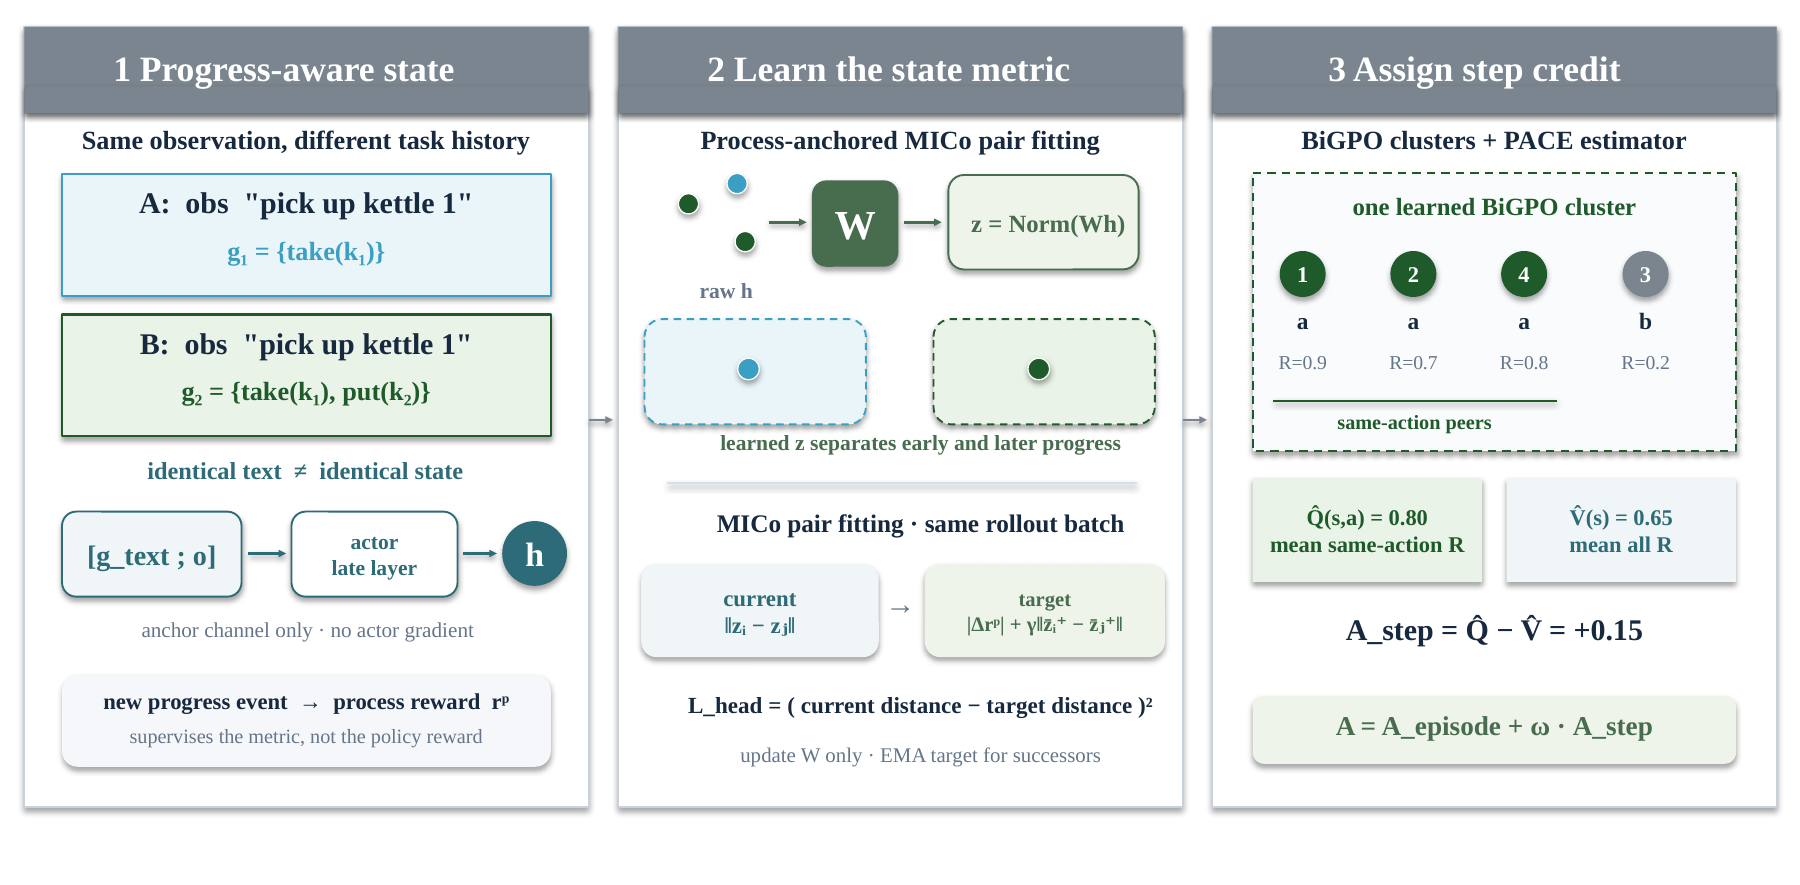 1 Progress-aware state
Same observation, different task history
A:  obs  "pick up kettle 1"
g₁ = {take(k₁)}
B:  obs  "pick up kettle 1"
g₂ = {take(k₁), put(k₂)}
identical text  ≠  identical state
[g_text ; o]
actor
late layer
h
anchor channel only · no actor gradient
new progress event  →  process reward  rᵖ
supervises the metric, not the policy reward
2 Learn the state metric
Process-anchored MICo pair fitting
W
z = Norm(Wh)
raw h
learned z separates early and later progress
MICo pair fitting · same rollout batch
current
‖zᵢ − zⱼ‖
→
target
|Δrᵖ| + γ‖z̄ᵢ⁺ − z̄ⱼ⁺‖
L_head = ( current distance − target distance )²
update W only · EMA target for successors
3 Assign step credit
BiGPO clusters + PACE estimator
one learned BiGPO cluster
1 2 4 3
a a a b
R=0.9 R=0.7 R=0.8 R=0.2
same-action peers
Q̂(s,a) = 0.80
mean same-action R
V̂(s) = 0.65
mean all R
A_step = Q̂ − V̂ = +0.15
A = A_episode + ω · A_step